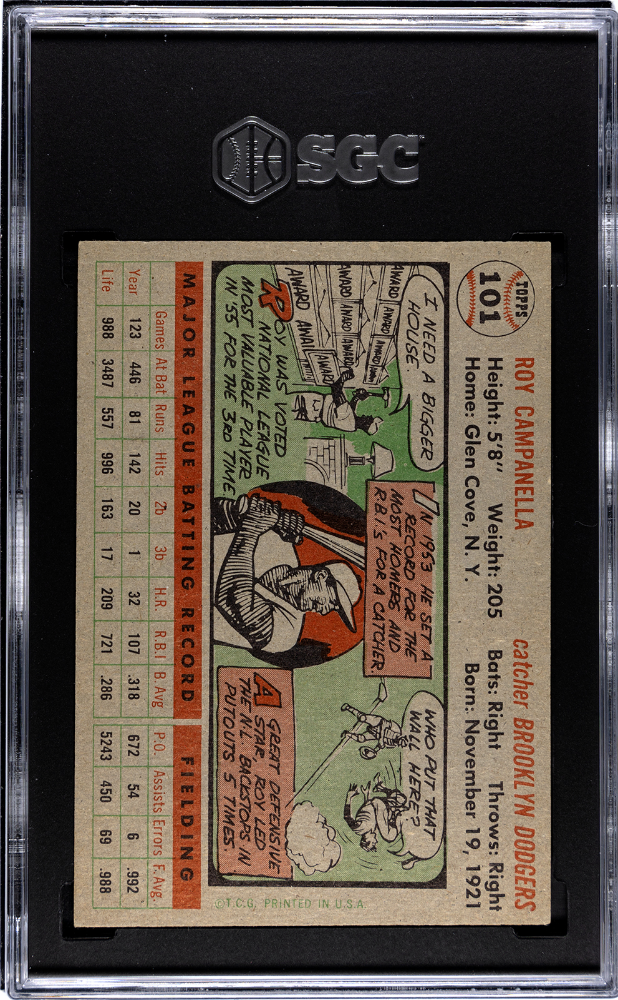 SGC
TOPPS
101
ROY CAMPANELLA catcher BROOKLYN DODGERS
Height: 5'8" Weight: 205 Bats: Right Throws: Right
Home: Glen Cove, N. Y. Born: November 19, 1921
I NEED A BIGGER
HOUSE.
AWARD
AWARD
AWARD
AWARD
AWARD
AWARD
AWARD
ROY WAS VOTED
NATIONAL LEAGUE
MOST VALUABLE PLAYER
IN '55 FOR THE 3RD TIME
IN 1953 HE SET A
RECORD FOR THE
MOST HOMERS AND
R.B.I'S FOR A CATCHER
WHO PUT THAT
WALL HERE?
A GREAT DEFENSIVE
STAR, ROY LED
THE N.L. BACKSTOPS IN
PUTOUTS 5 TIMES
MAJOR LEAGUE BATTING RECORD FIELDING
Games At Bat Runs Hits 2b 3b H.R. R.B.I B. Avg P.O. Assists Errors F. Avg.
Year 123 446 81 142 20 1 32 107 .318 672 54 6 .992
Life 988 3487 557 996 163 17 209 721 .286 5243 450 69 .988
©T.C.G. PRINTED IN U.S.A.